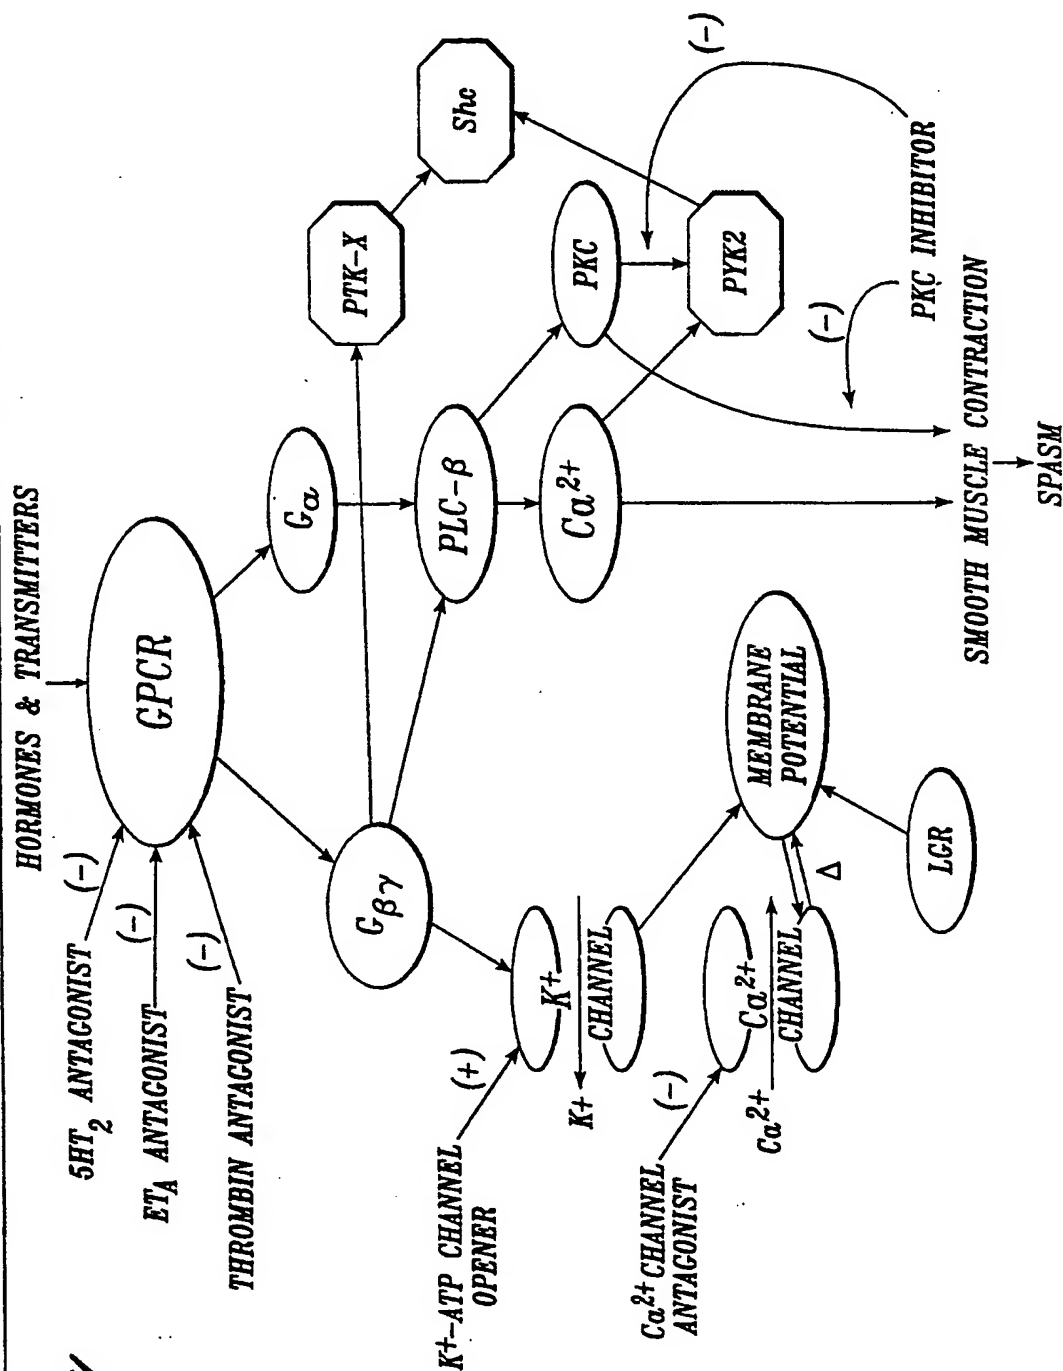 HORMONES & TRANSMITTERS
5HT2 ANTAGONIST
(-)
ETA ANTAGONIST
(-)
THROMBIN ANTAGONIST
(-)
GPCR
Gα
Gβγ
PTK-X
Shc
PLC-β
PKC
Ca2+
PYK2
(-)
K+-ATP CHANNEL
OPENER
(+)
K+
CHANNEL
K+
Ca2+ CHANNEL
ANTAGONIST
(-)
Ca2+
CHANNEL
Ca2+
MEMBRANE
POTENTIAL
Δ
LGR
(-)
PKC INHIBITOR
SMOOTH MUSCLE CONTRACTION
SPASM